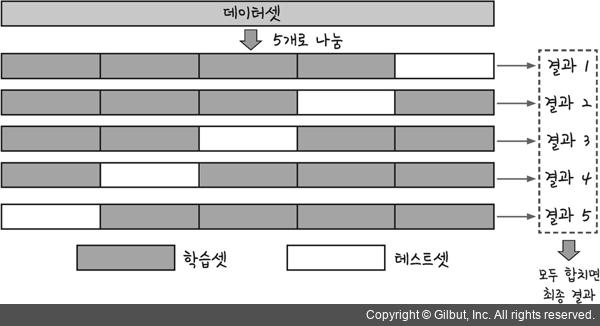 데이터셋
5개로 나눔
결과 1
결과 2
결과 3
결과 4
결과 5
학습셋
테스트셋
모두 합치면
최종 결과
Copyright © Gilbut, Inc. All rights reserved.